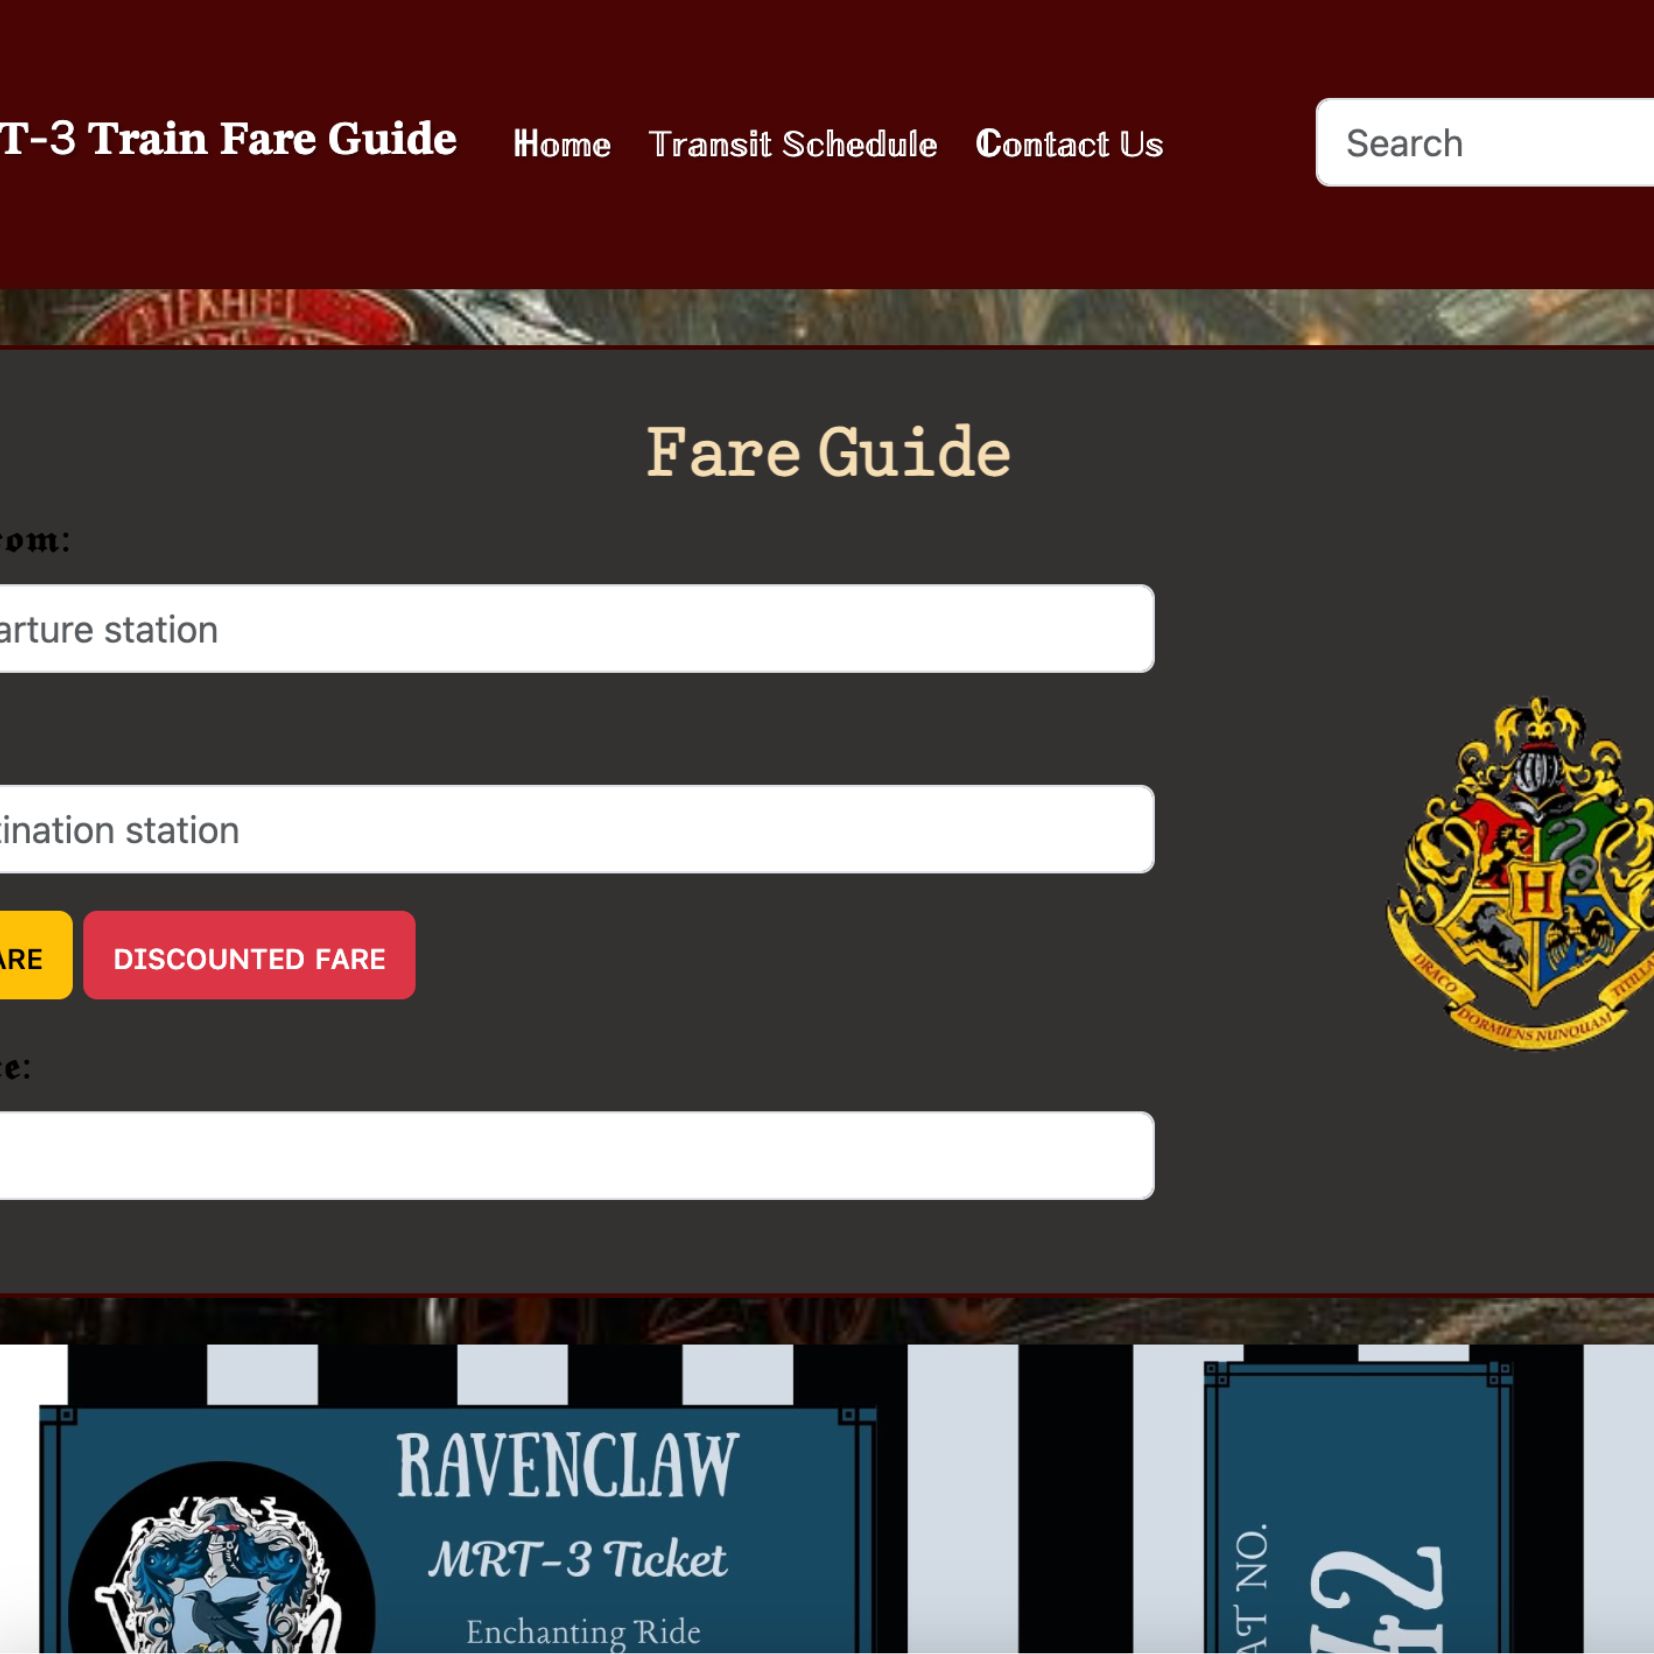 T-3 Train Fare Guide Home Transit Schedule Contact Us Search
Fare Guide
om:
arture station
ination station
ARE DISCOUNTED FARE
e:
H
DRACO DORMIENS NUNQUAM TITILLA
RAVENCLAW
MRT-3 Ticket
Enchanting Ride
AT NO.
42